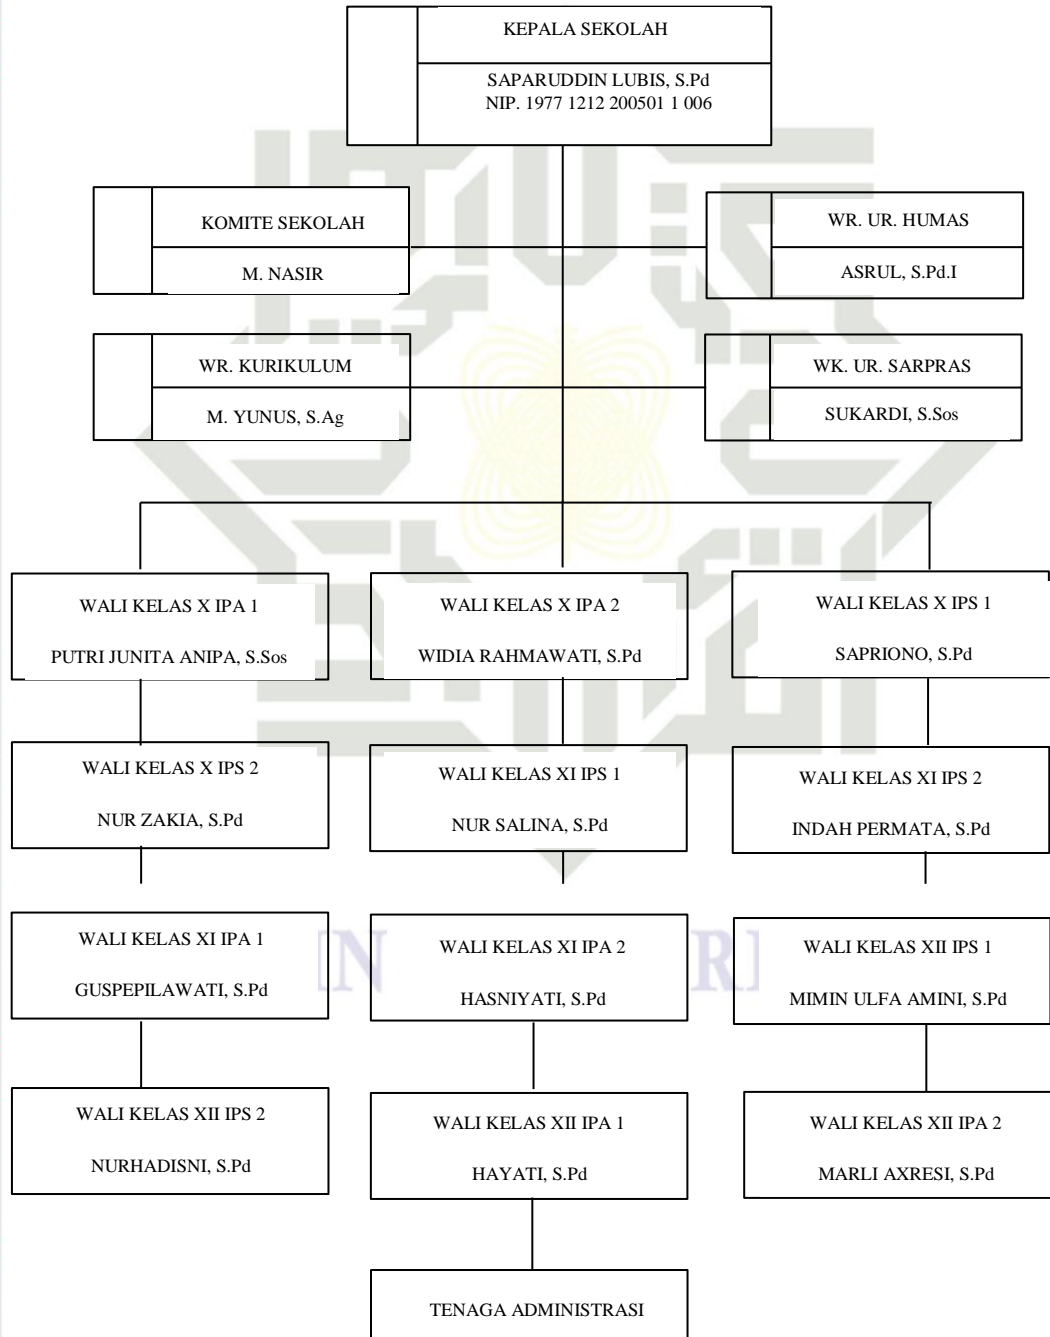 KEPALA SEKOLAH
SAPARUDDIN LUBIS, S.Pd
NIP. 1977 1212 200501 1 006
KOMITE SEKOLAH
M. NASIR
WR. UR. HUMAS
ASRUL, S.Pd.I
WR. KURIKULUM
M. YUNUS, S.Ag
WK. UR. SARPRAS
SUKARDI, S.Sos
WALI KELAS X IPA 1
PUTRI JUNITA ANIPA, S.Sos
WALI KELAS X IPA 2
WIDIA RAHMAWATI, S.Pd
WALI KELAS X IPS 1
SAPRIONO, S.Pd
WALI KELAS X IPS 2
NUR ZAKIA, S.Pd
WALI KELAS XI IPS 1
NUR SALINA, S.Pd
WALI KELAS XI IPS 2
INDAH PERMATA, S.Pd
WALI KELAS XI IPA 1
GUSPEPILAWATI, S.Pd
WALI KELAS XI IPA 2
HASNIYATI, S.Pd
WALI KELAS XII IPS 1
MIMIN ULFA AMINI, S.Pd
WALI KELAS XII IPS 2
NURHADISNI, S.Pd
WALI KELAS XII IPA 1
HAYATI, S.Pd
WALI KELAS XII IPA 2
MARLI AXRESI, S.Pd
TENAGA ADMINISTRASI